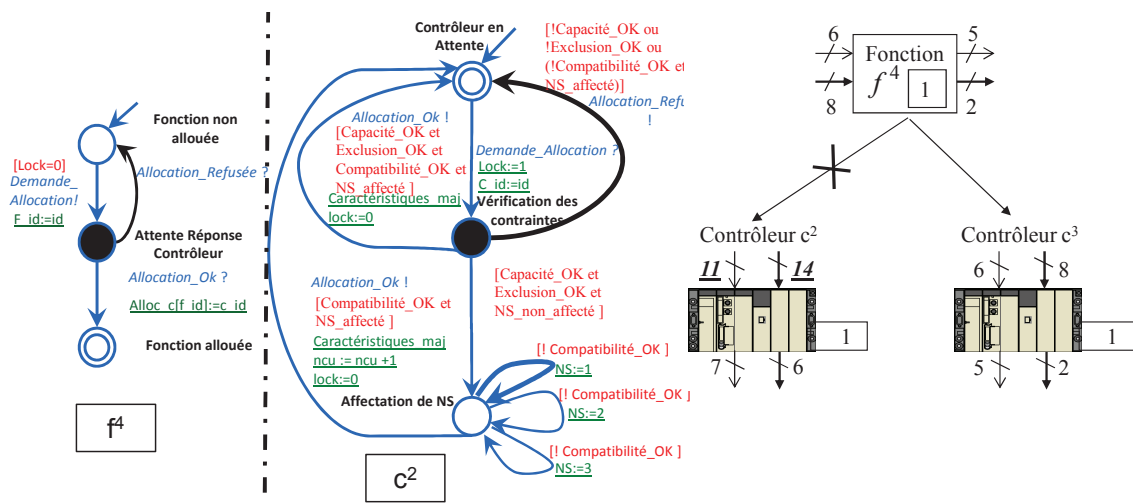 Fonction non
allouée
[Lock=0]
Demande_
Allocation!
F_id:=id
Allocation_Refusée ?
Attente Réponse
Contrôleur
Allocation_Ok ?
Alloc_c[f_id]:=c_id
Fonction allouée
f4
Contrôleur en
Attente
[!Capacité_OK ou
!Exclusion_OK ou
(!Compatibilité_OK et
NS_affecté)]
Allocation_Refu
!
Allocation_Ok !
[Capacité_OK et
Exclusion_OK et
Compatibilité_OK et
NS_affecté ]
Caractéristiques_maj
lock:=0
Demande_Allocation ?
Lock:=1
C_id:=id
Vérification des
contraintes
Allocation_Ok !
[Compatibilité_OK et
NS_affecté ]
Caractéristiques_maj
ncu := ncu +1
lock:=0
[Capacité_OK et
Exclusion_OK et
NS_non_affecté ]
Affectation de NS
[! Compatibilité_OK ]
NS:=1
[! Compatibilité_OK ]
NS:=2
[! Compatibilité_OK ]
NS:=3
c2
6
5
Fonction
f4
1
8
2
Contrôleur c2
11
14
1
7
6
Contrôleur c3
6
8
1
5
2